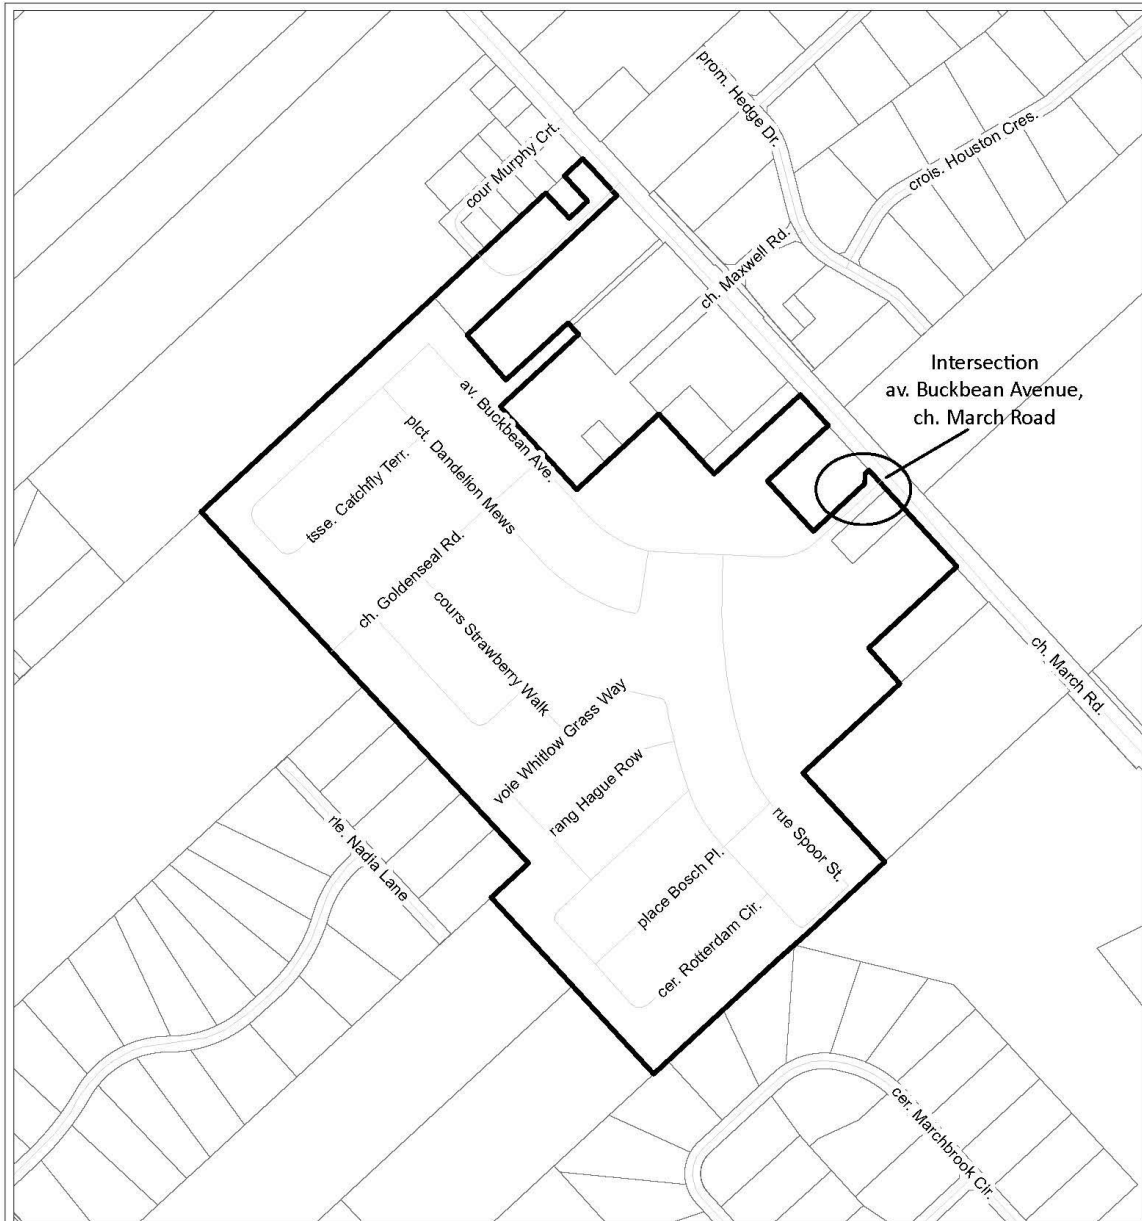 prom. Hedge Dr.
cour Murphy Crt.
crois. Houston Cres.
ch. Maxwell Rd.
Intersection
av. Buckbean Avenue,
ch. March Road
av. Buckbean Ave.
plct. Dandelion Mews
tsse. Catchfly Terr.
ch. Goldenseal Rd.
cours Strawberry Walk
ch. March Rd.
voie Whitlow Grass Way
rang Hague Row
rle. Nadia Lane
rue Spoor St.
place Bosch Pl.
cer. Rotterdam Cir.
cer. Marchbrook Cir.